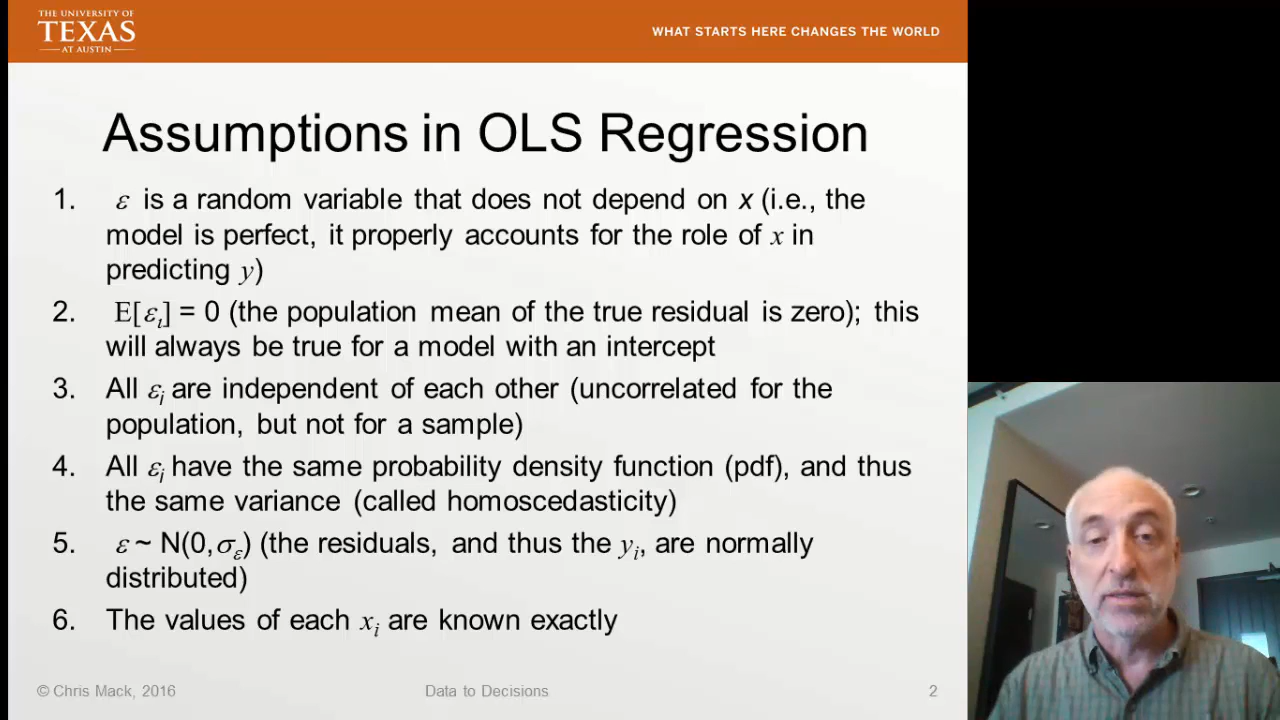 THE UNIVERSITY OF
TEXAS
AT AUSTIN
WHAT STARTS HERE CHANGES THE WORLD
Assumptions in OLS Regression
1. ε is a random variable that does not depend on x (i.e., the
model is perfect, it properly accounts for the role of x in
predicting y)
2. E[εᵢ] = 0 (the population mean of the true residual is zero); this
will always be true for a model with an intercept
3. All εᵢ are independent of each other (uncorrelated for the
population, but not for a sample)
4. All εᵢ have the same probability density function (pdf), and thus
the same variance (called homoscedasticity)
5. ε ~ N(0,σ_ε) (the residuals, and thus the yᵢ, are normally
distributed)
6. The values of each xᵢ are known exactly
© Chris Mack, 2016
Data to Decisions
2